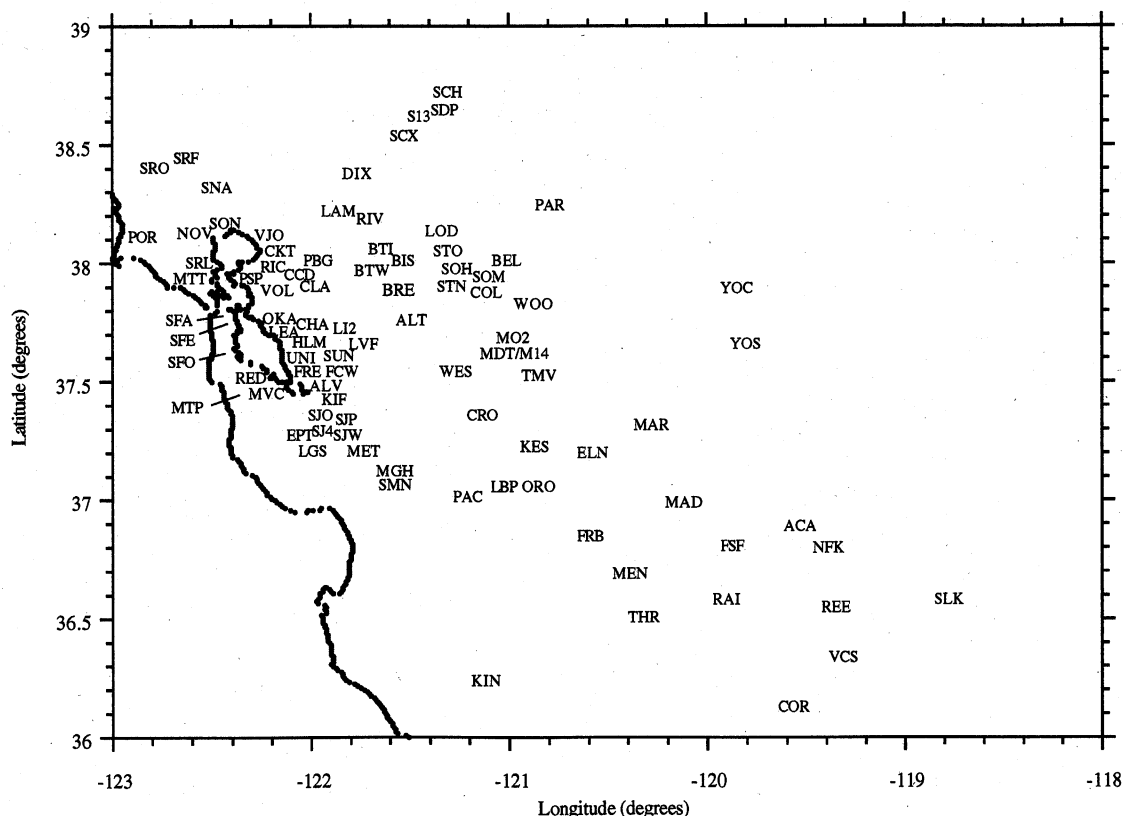 39
SCH
S13 SDP
SCX
38.5
SRO SRF
DIX
SNA
LAM RIV
PAR
NOV SON VJO
LOD
POR
CKT
BTI
STO
SRL RIC PBG
BIS
SOH
BEL
38
MTT PSP CCD
BTW
SOM
VOL CLA
BRE
STN COL
YOC
WOO
SFA
OKA CHA
ALT
LEA LI2
SFE
HLM LVF
MO2
YOS
SFO
UNI SUN
MDT/M14
FRE FCW
WES
TMV
37.5
RED
ALV
MVC
KIF
MTP
SJO SJP
CRO
MAR
EPT SJ4 SJW
LGS MET
KES
ELN
MGH
SMN
PAC
LBP ORO
37
MAD
FRB
ACA
FSF
NFK
MEN
RAI
REE
SLK
36.5
THR
VCS
KIN
COR
36
-123
-122
-121
-120
-119
-118
Longitude (degrees)
Latitude (degrees)